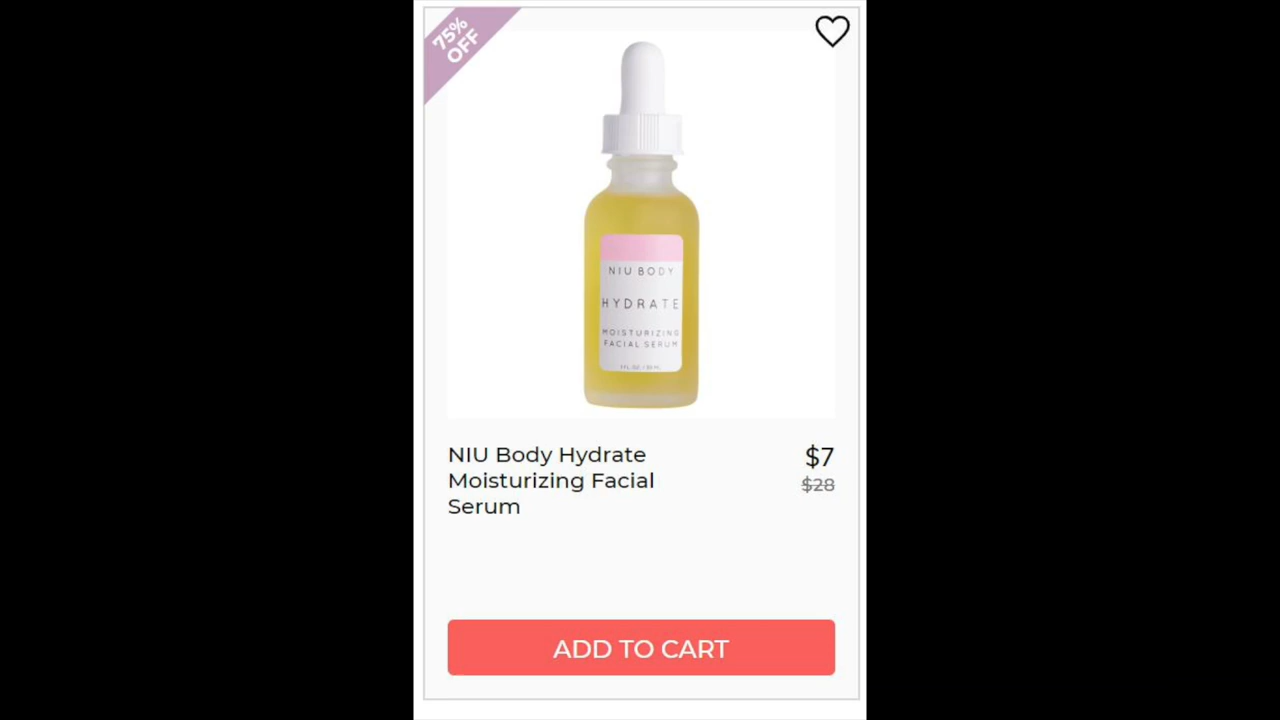 75%
OFF
NIU BODY
HYDRATE
MOISTURIZING
FACIAL SERUM
NIU Body Hydrate
Moisturizing Facial
Serum
$7
$28
ADD TO CART